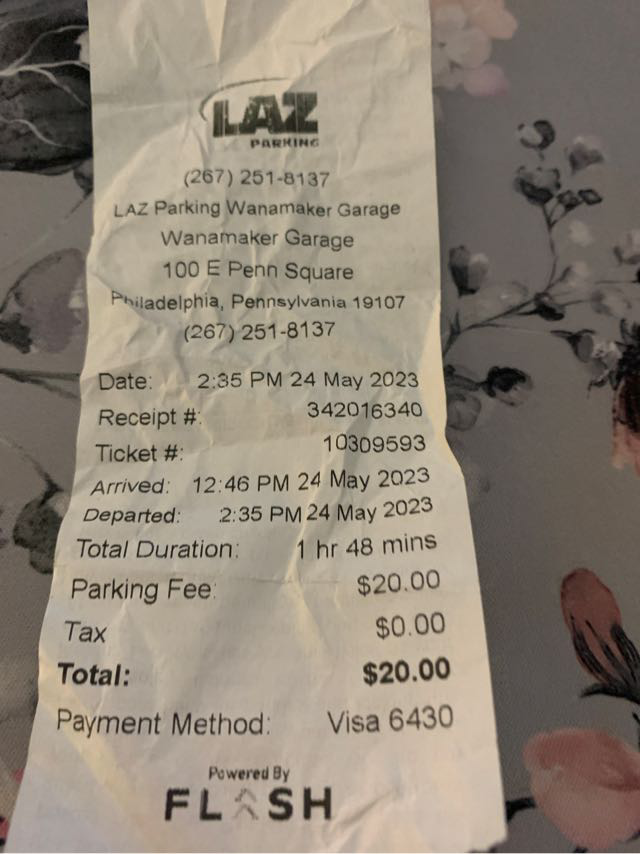 LAZ
PARKING
(267) 251-8137
LAZ Parking Wanamaker Garage
Wanamaker Garage
100 E Penn Square
Philadelphia, Pennsylvania 19107
(267) 251-8137
Date: 2:35 PM 24 May 2023
Receipt #: 342016340
Ticket #: 10309593
Arrived: 12:46 PM 24 May 2023
Departed: 2:35 PM 24 May 2023
Total Duration: 1 hr 48 mins
Parking Fee: $20.00
Tax $0.00
Total: $20.00
Payment Method: Visa 6430
Powered By
FLASH